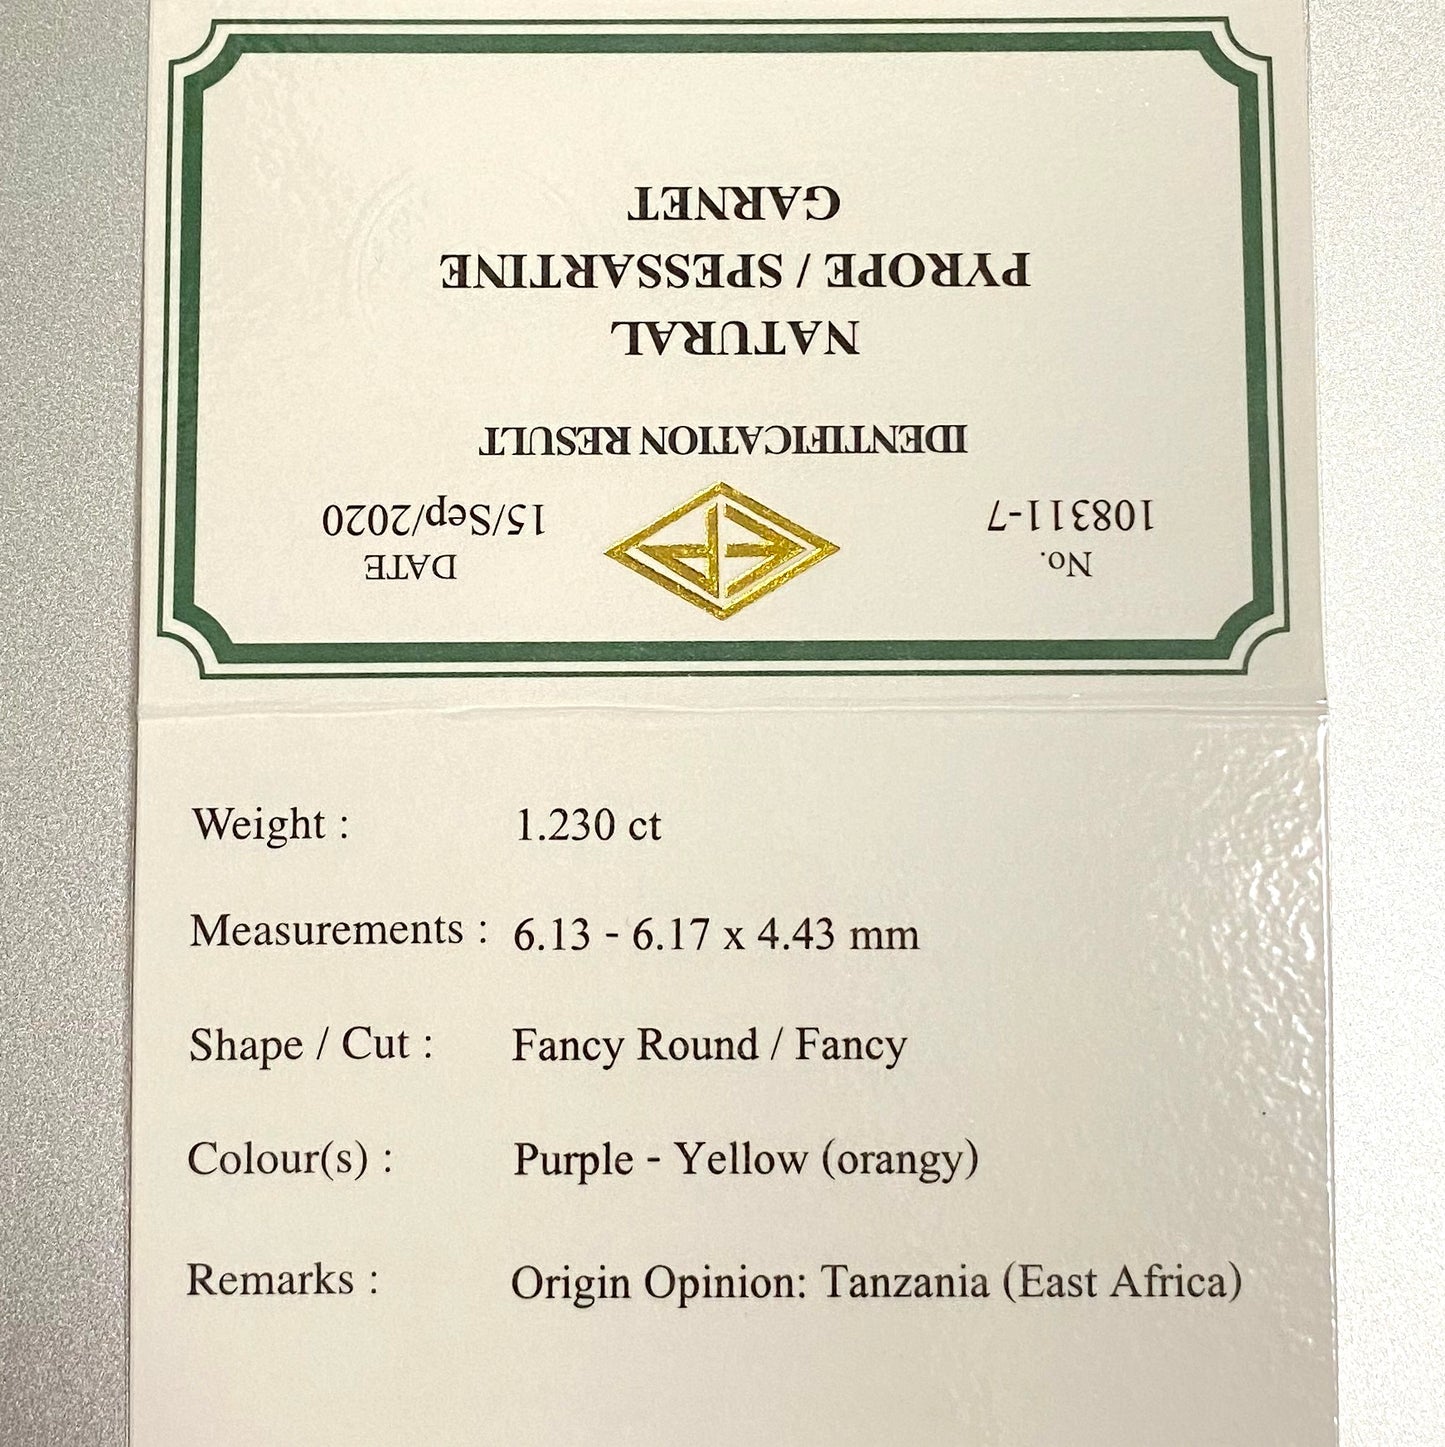 No.
108311-7
DATE
15/Sep/2020
IDENTIFICATION RESULT
NATURAL
PYROPE / SPESSARTINE
GARNET
Weight : 1.230 ct
Measurements : 6.13 - 6.17 x 4.43 mm
Shape / Cut : Fancy Round / Fancy
Colour(s) : Purple - Yellow (orangy)
Remarks : Origin Opinion: Tanzania (East Africa)